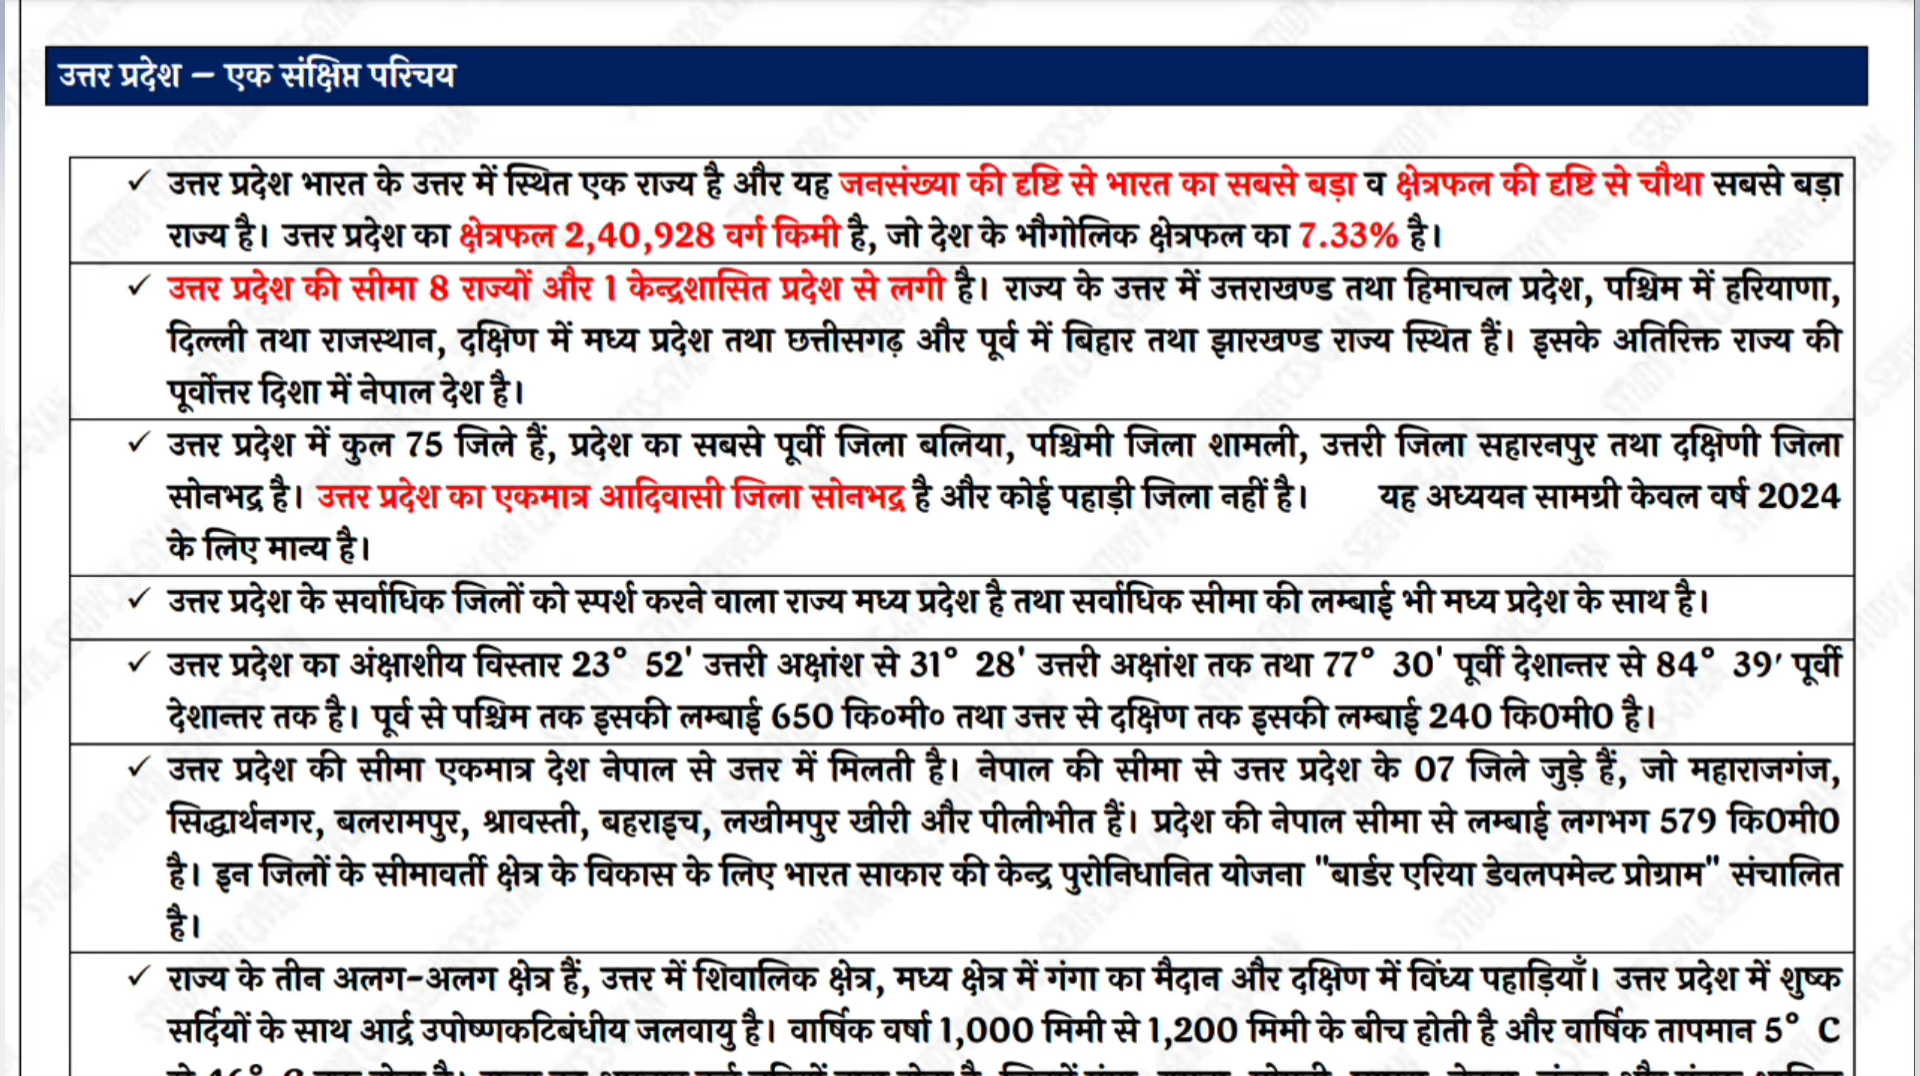 उत्तर प्रदेश – एक संक्षिप्त परिचय
✓ उत्तर प्रदेश भारत के उत्तर में स्थित एक राज्य है और यह जनसंख्या की दृष्टि से भारत का सबसे बड़ा व क्षेत्रफल की दृष्टि से चौथा सबसे बड़ा
राज्य है। उत्तर प्रदेश का क्षेत्रफल 2,40,928 वर्ग किमी है, जो देश के भौगोलिक क्षेत्रफल का 7.33% है।
✓ उत्तर प्रदेश की सीमा 8 राज्यों और 1 केन्द्रशासित प्रदेश से लगी है। राज्य के उत्तर में उत्तराखण्ड तथा हिमाचल प्रदेश, पश्चिम में हरियाणा,
दिल्ली तथा राजस्थान, दक्षिण में मध्य प्रदेश तथा छत्तीसगढ़ और पूर्व में बिहार तथा झारखण्ड राज्य स्थित हैं। इसके अतिरिक्त राज्य की
पूर्वोत्तर दिशा में नेपाल देश है।
✓ उत्तर प्रदेश में कुल 75 जिले हैं, प्रदेश का सबसे पूर्वी जिला बलिया, पश्चिमी जिला शामली, उत्तरी जिला सहारनपुर तथा दक्षिणी जिला
सोनभद्र है। उत्तर प्रदेश का एकमात्र आदिवासी जिला सोनभद्र है और कोई पहाड़ी जिला नहीं है। यह अध्ययन सामग्री केवल वर्ष 2024
के लिए मान्य है।
✓ उत्तर प्रदेश के सर्वाधिक जिलों को स्पर्श करने वाला राज्य मध्य प्रदेश है तथा सर्वाधिक सीमा की लम्बाई भी मध्य प्रदेश के साथ है।
✓ उत्तर प्रदेश का अंक्षाशीय विस्तार 23° 52' उत्तरी अक्षांश से 31° 28' उत्तरी अक्षांश तक तथा 77° 30' पूर्वी देशान्तर से 84° 39′ पूर्वी
देशान्तर तक है। पूर्व से पश्चिम तक इसकी लम्बाई 650 कि०मी० तथा उत्तर से दक्षिण तक इसकी लम्बाई 240 कि0मी0 है।
✓ उत्तर प्रदेश की सीमा एकमात्र देश नेपाल से उत्तर में मिलती है। नेपाल की सीमा से उत्तर प्रदेश के 07 जिले जुड़े हैं, जो महाराजगंज,
सिद्धार्थनगर, बलरामपुर, श्रावस्ती, बहराइच, लखीमपुर खीरी और पीलीभीत हैं। प्रदेश की नेपाल सीमा से लम्बाई लगभग 579 कि0मी0
है। इन जिलों के सीमावर्ती क्षेत्र के विकास के लिए भारत साकार की केन्द्र पुरोनिधानित योजना "बार्डर एरिया डेवलपमेन्ट प्रोग्राम" संचालित
है।
✓ राज्य के तीन अलग-अलग क्षेत्र हैं, उत्तर में शिवालिक क्षेत्र, मध्य क्षेत्र में गंगा का मैदान और दक्षिण में विंध्य पहाड़ियाँ। उत्तर प्रदेश में शुष्क
सर्दियों के साथ आर्द्र उपोष्णकटिबंधीय जलवायु है। वार्षिक वर्षा 1,000 मिमी से 1,200 मिमी के बीच होती है और वार्षिक तापमान 5° C